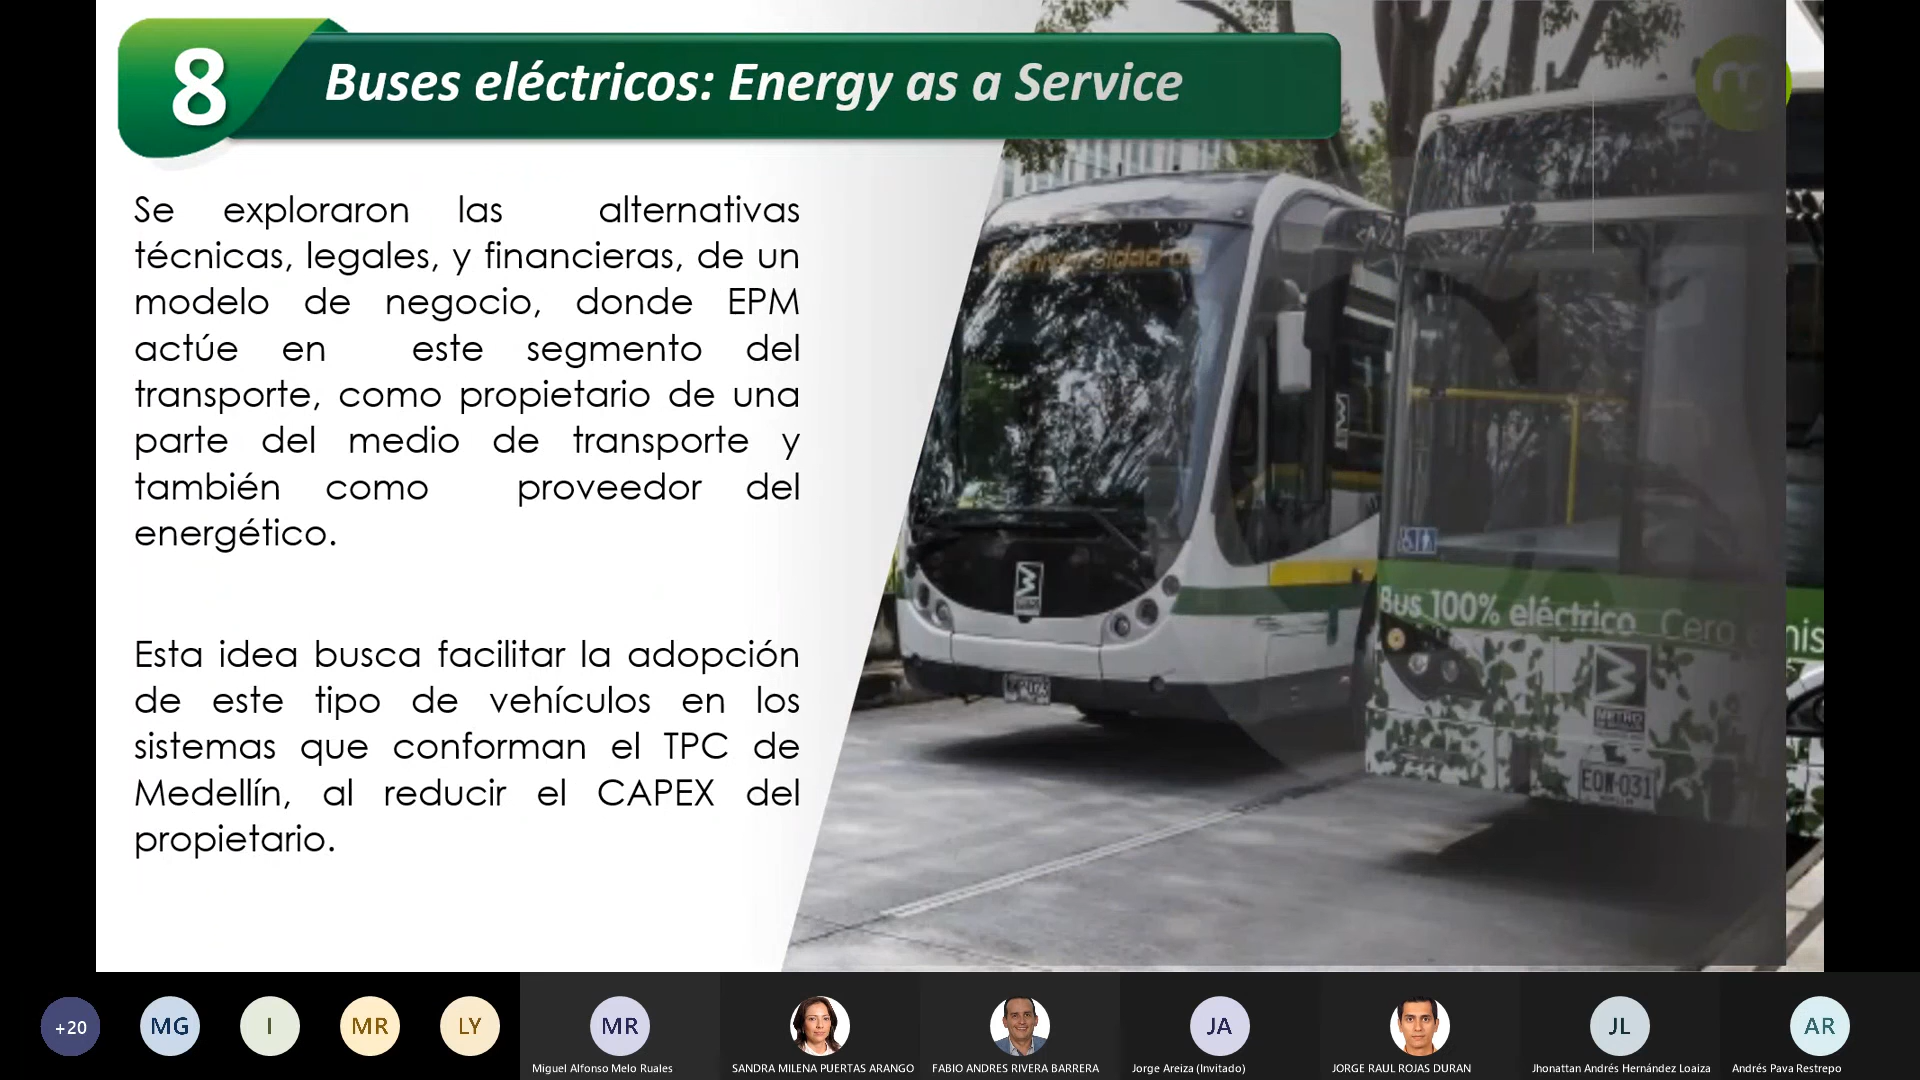 8
Buses eléctricos: Energy as a Service
Se exploraron las alternativas
técnicas, legales, y financieras, de un
modelo de negocio, donde EPM
actúe en este segmento del
transporte, como propietario de una
parte del medio de transporte y
también como proveedor del
energético.
Esta idea busca facilitar la adopción
de este tipo de vehículos en los
sistemas que conforman el TPC de
Medellín, al reducir el CAPEX del
propietario.
Bus 100% eléctrico
METRO
EOW-031
+20
MG
I
MR
LY
MR
JA
JL
AR
Miguel Alfonso Melo Ruales
SANDRA MILENA PUERTAS ARANGO
FABIO ANDRES RIVERA BARRERA
Jorge Areiza (Invitado)
JORGE RAUL ROJAS DURAN
Jhonattan Andrés Hernández Loaiza
Andrés Pava Restrepo